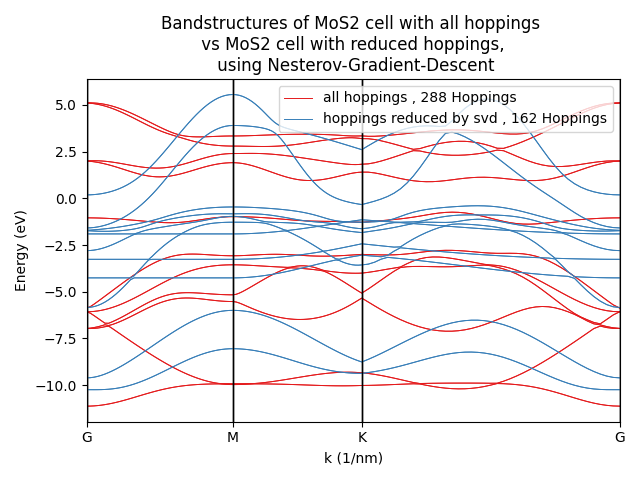 Bandstructures of MoS2 cell with all hoppings
vs MoS2 cell with reduced hoppings,
using Nesterov-Gradient-Descent
all hoppings , 288 Hoppings
hoppings reduced by svd , 162 Hoppings
5.0
2.5
0.0
−2.5
−5.0
−7.5
−10.0
Energy (eV)
G M K G
k (1/nm)